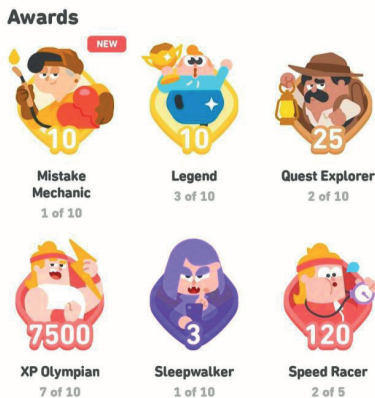 Awards
NEW
10
10
25
Mistake
Mechanic
Legend
Quest Explorer
1 of 10
3 of 10
2 of 10
7500
3
120
XP Olympian
Sleepwalker
Speed Racer
7 of 10
1 of 10
2 of 5